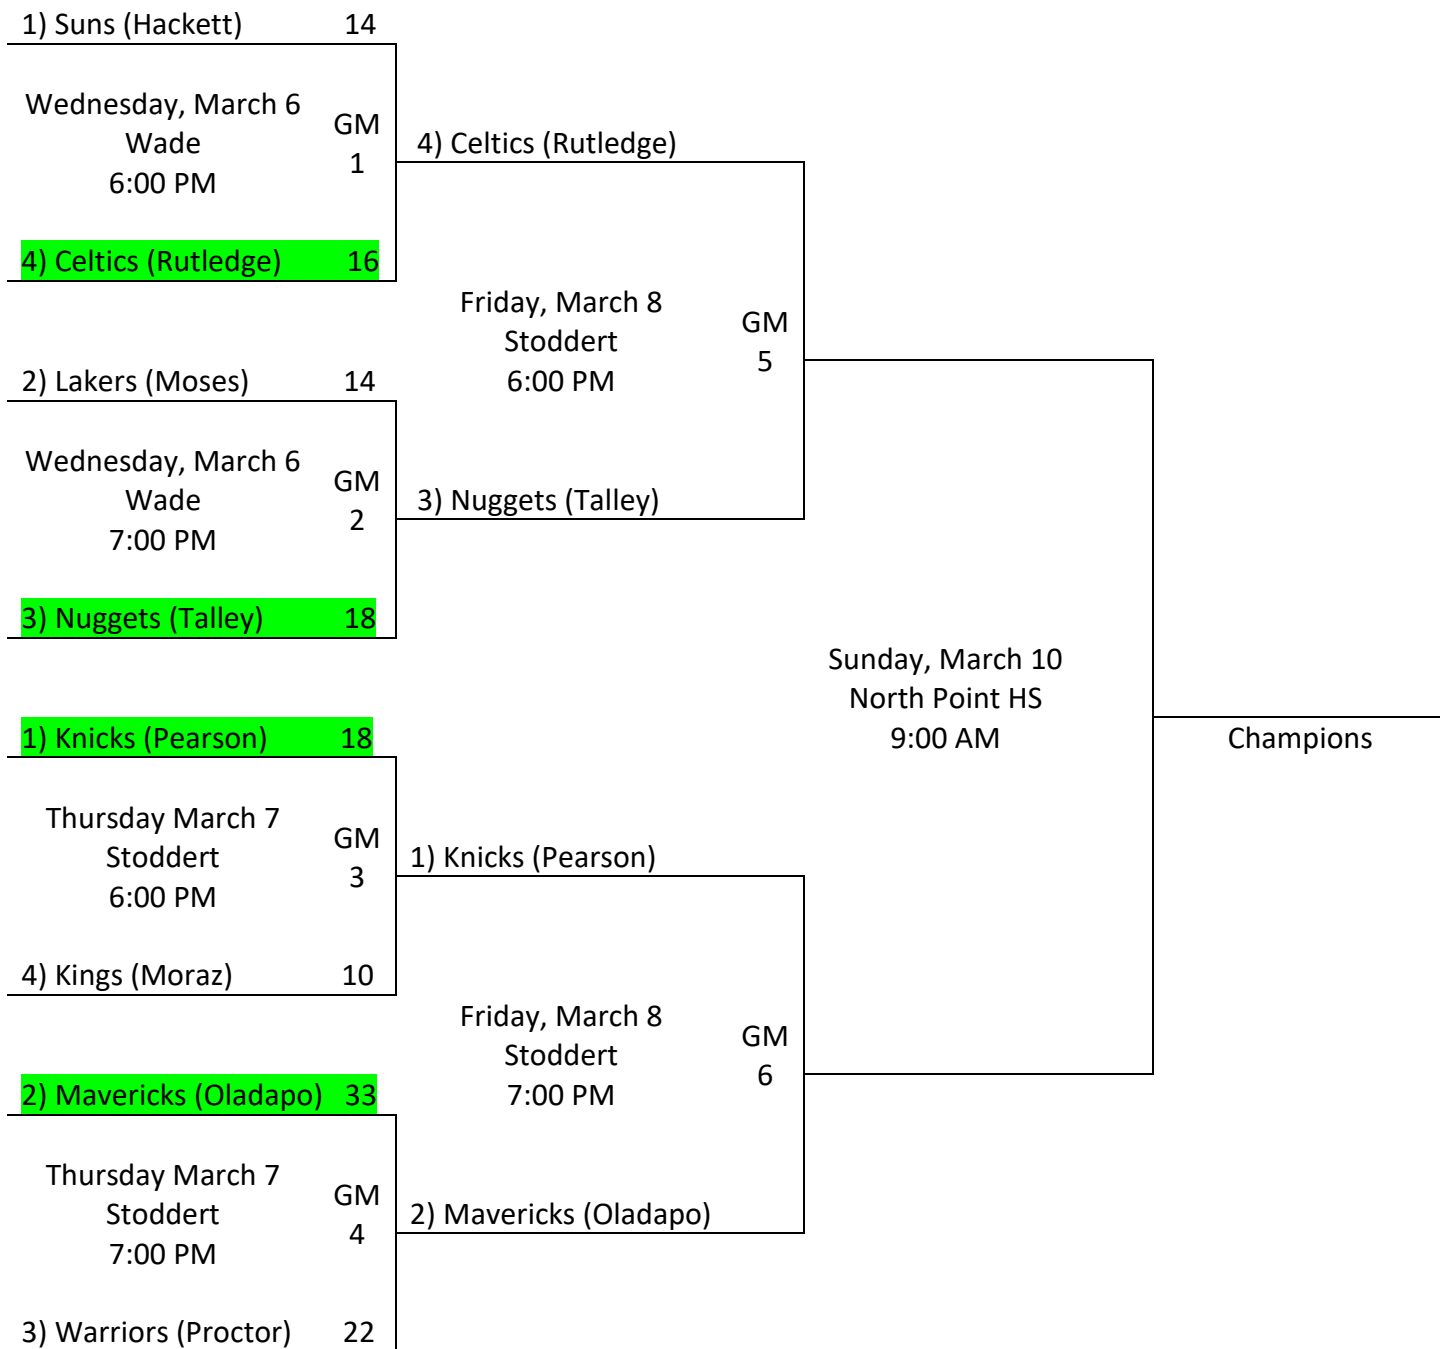 1) Suns (Hackett) 14
Wednesday, March 6
Wade
6:00 PM
GM
1
4) Celtics (Rutledge) 16
4) Celtics (Rutledge)
Friday, March 8
Stoddert
6:00 PM
GM
5
2) Lakers (Moses) 14
Wednesday, March 6
Wade
7:00 PM
GM
2
3) Nuggets (Talley)
3) Nuggets (Talley) 18
Sunday, March 10
North Point HS
9:00 AM
Champions
1) Knicks (Pearson) 18
Thursday March 7
Stoddert
6:00 PM
GM
3
1) Knicks (Pearson)
4) Kings (Moraz) 10
Friday, March 8
Stoddert
7:00 PM
GM
6
2) Mavericks (Oladapo) 33
Thursday March 7
Stoddert
7:00 PM
GM
4
2) Mavericks (Oladapo)
3) Warriors (Proctor) 22